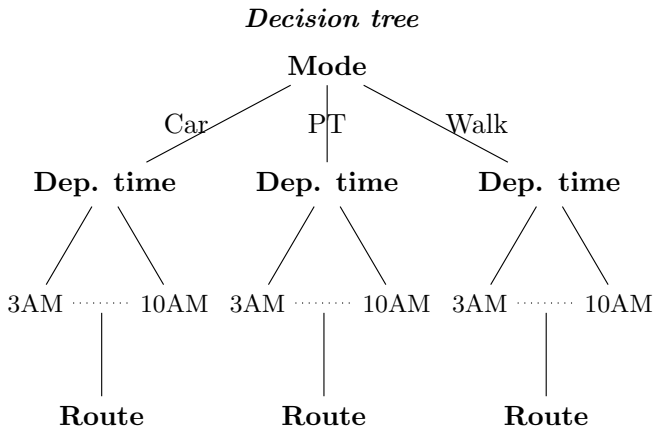 Decision tree
Mode
Car PT Walk
Dep. time Dep. time Dep. time
3AM 10AM 3AM 10AM 3AM 10AM
Route Route Route